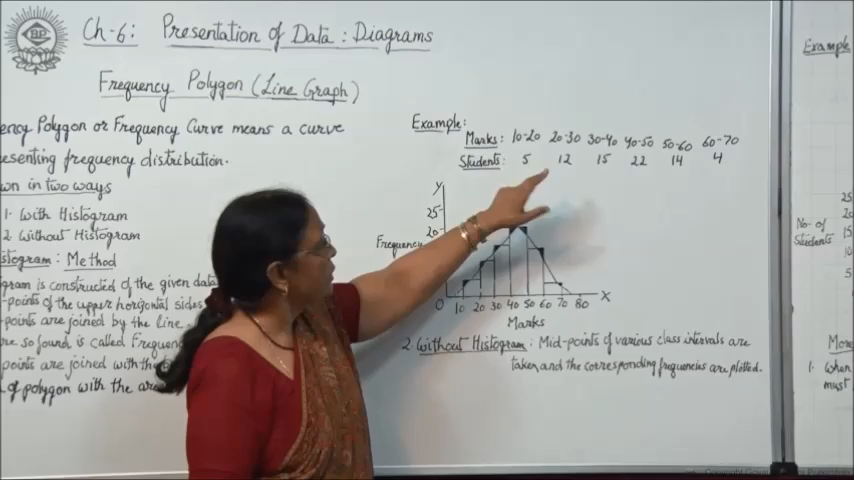 BPS
Ch-6: Presentation of Data: Diagrams
Frequency Polygon (Line Graph)
ency Polygon or Frequency Curve means a curve
esenting frequency distribution.
wn in two ways
1. With Histogram
2. Without Histogram
stogram: Method
gram is constructed of the given data
-points of the upper horizontal sides
-points are joined by the line
re so found is called Frequenc
points are joined with the
of polygon with the area
Example:
Marks: 10-20 20-30 30-40 40-50 50-60 60-70
Students: 5 12 15 22 14 4
Y
25
20
Frequency
0 10 20 30 40 50 60 70 80 X
Marks
2. Without Histogram: Mid-points of various class intervals are
taken and the corresponding frequencies are plotted.
Example
25
20
No- of
Students
15
10
5
More
1. When
must